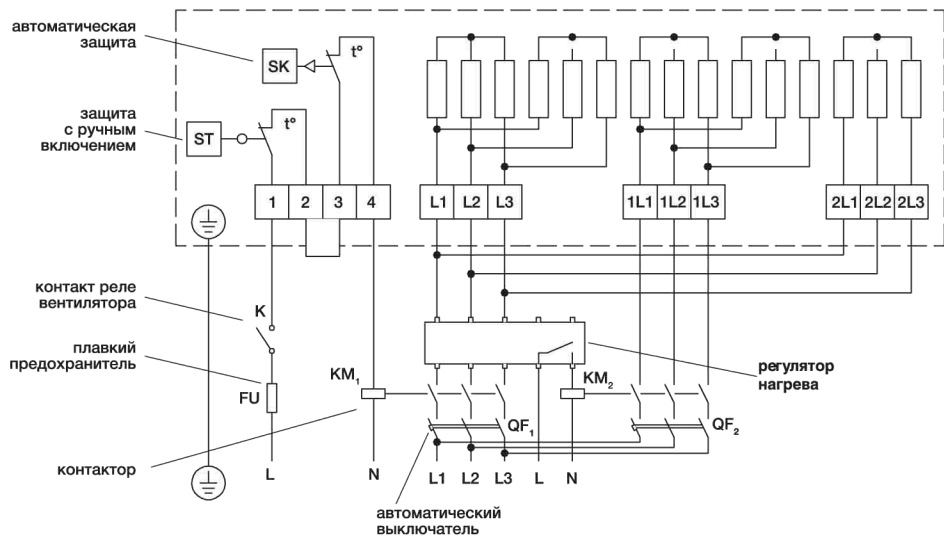 автоматическая
защита
SK
t°
защита
с ручным
включением
ST
t°
1 2 3 4
L1 L2 L3
1L1 1L2 1L3
2L1 2L2 2L3
контакт реле
вентилятора
K
плавкий
предохранитель
FU
KM₁
KM₂
регулятор
нагрева
QF₁
QF₂
контактор
L N L1 L2 L3 L N
автоматический
выключатель